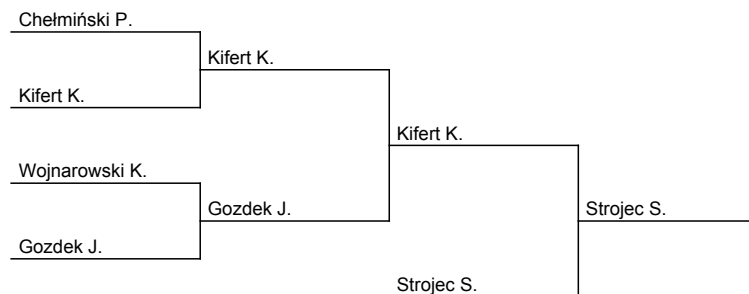 Chełmiński P.
Kifert K.
Kifert K.
Kifert K.
Wojnarowski K.
Gozdek J.
Strojec S.
Gozdek J.
Strojec S.